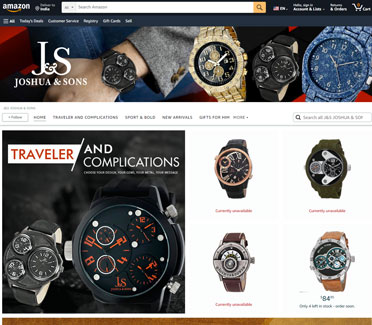 amazon
Deliver to
India
All
Search Amazon
EN
Hello, sign in
Account & Lists
Returns
& Orders
0
Cart
All
Today's Deals
Customer Service
Registry
Gift Cards
Sell
J&S
JOSHUA & SONS
J&S JOSHUA & SONS
+ Follow
HOME
TRAVELER AND COMPLICATIONS
SPORT & BOLD
NEW ARRIVALS
GIFTS FOR HIM
MORE
Search all J&S JOSHUA & SON
TRAVELER
AND
COMPLICATIONS
CHOOSE YOUR DESIGN, YOUR ICONS, YOUR METAL, YOUR MESSAGE!
J&S
JOSHUA & SONS
Currently unavailable
Currently unavailable
Currently unavailable
$84
Only 4 left in stock - order soon